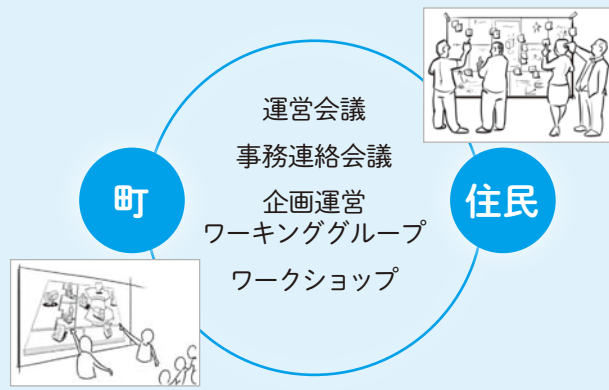 運営会議
事務連絡会議
町
企画運営
ワーキンググループ
住民
ワークショップ